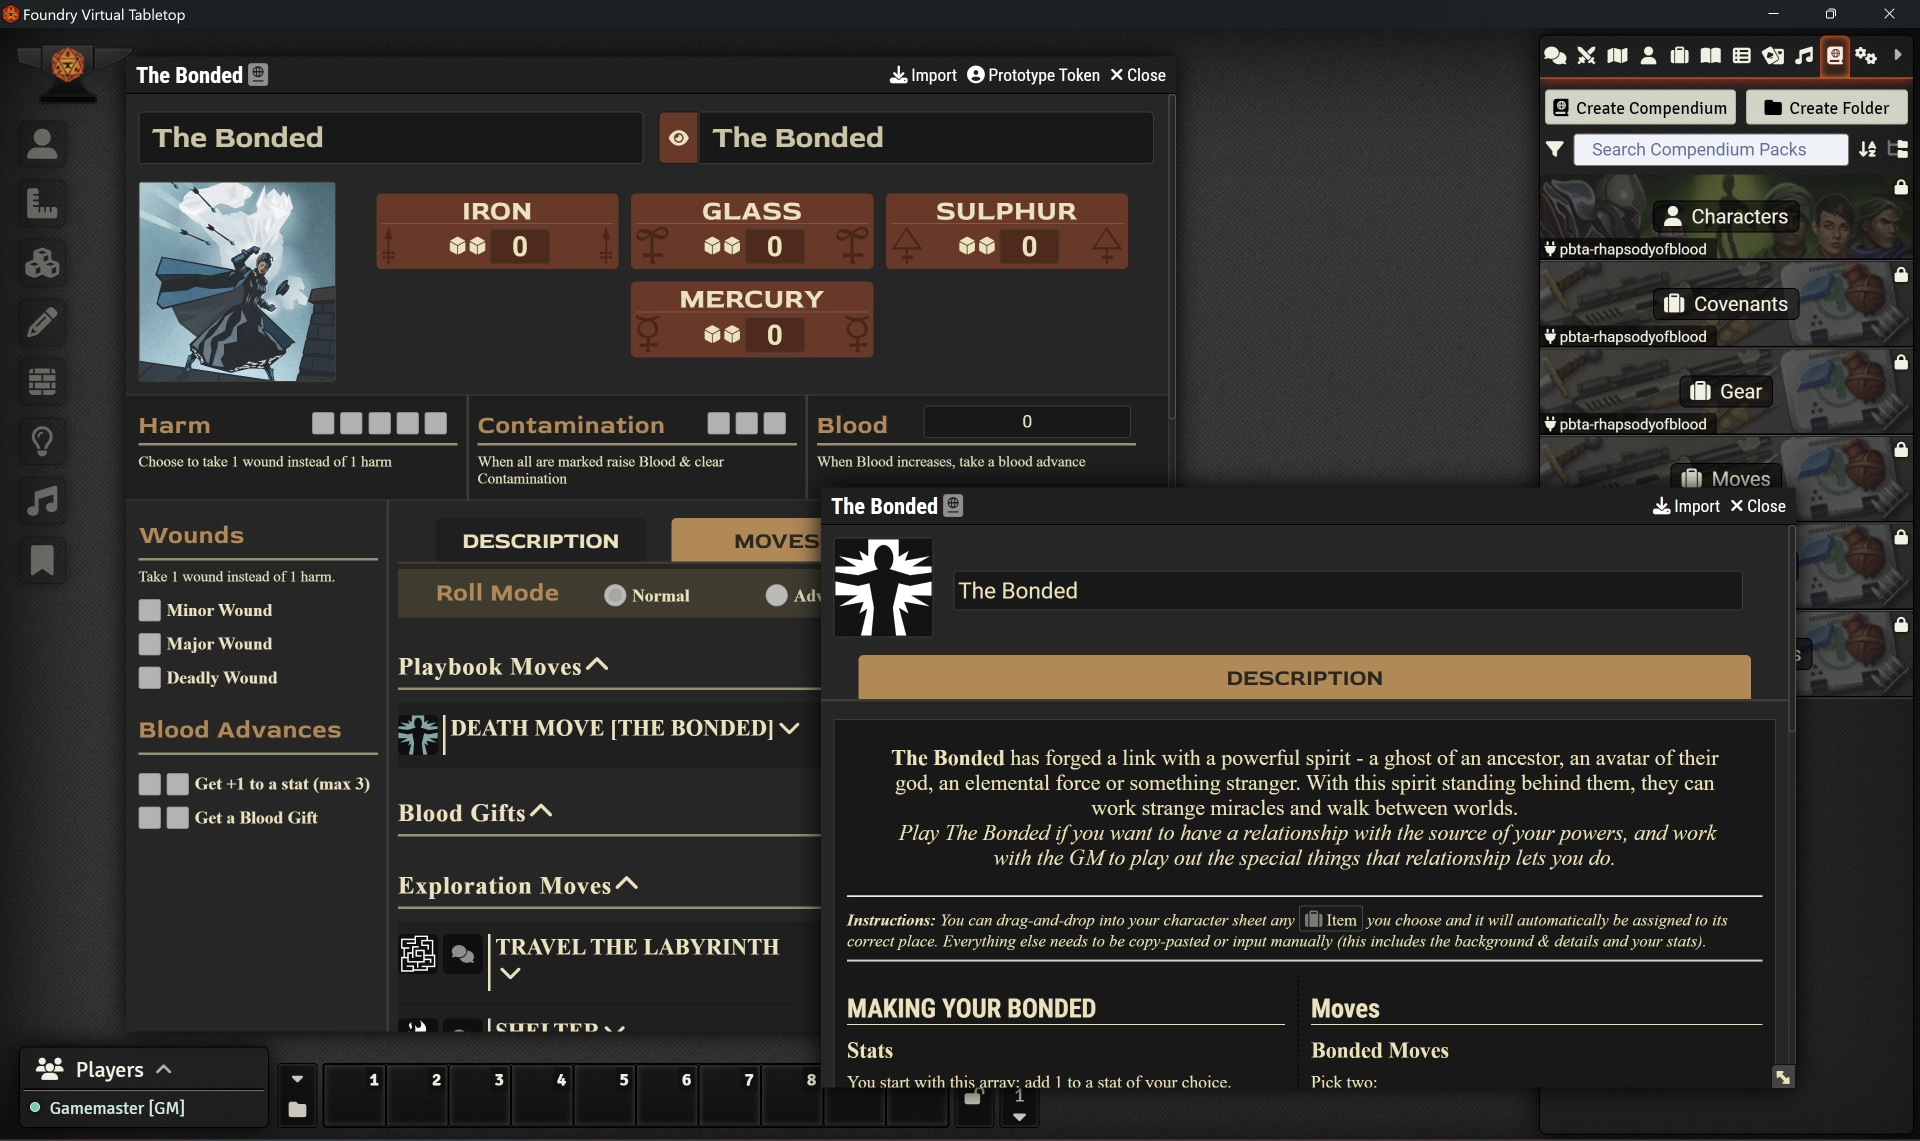 Foundry Virtual Tabletop
The Bonded
Import Prototype Token Close
The Bonded
The Bonded
IRON
0
GLASS
0
SULPHUR
0
MERCURY
0
Harm
Choose to take 1 wound instead of 1 harm
Contamination
When all are marked raise Blood & clear
Contamination
Blood
0
When Blood increases, take a blood advance
Wounds
Take 1 wound instead of 1 harm.
Minor Wound
Major Wound
Deadly Wound
Blood Advances
Get +1 to a stat (max 3)
Get a Blood Gift
DESCRIPTION
MOVES
Roll Mode
Normal
Adv
Playbook Moves
DEATH MOVE [THE BONDED]
Blood Gifts
Exploration Moves
TRAVEL THE LABYRINTH
SHELTER
The Bonded
Import Close
The Bonded
DESCRIPTION
The Bonded has forged a link with a powerful spirit - a ghost of an ancestor, an avatar of their
god, an elemental force or something stranger. With this spirit standing behind them, they can
work strange miracles and walk between worlds.
Play The Bonded if you want to have a relationship with the source of your powers, and work
with the GM to play out the special things that relationship lets you do.
Instructions: You can drag-and-drop into your character sheet any Item you choose and it will automatically be assigned to its
correct place. Everything else needs to be copy-pasted or input manually (this includes the background & details and your stats).
MAKING YOUR BONDED
Stats
You start with this array; add 1 to a stat of your choice.
Moves
Bonded Moves
Pick two:
Create Compendium
Create Folder
Search Compendium Packs
Characters
pbta-rhapsodyofblood
Covenants
pbta-rhapsodyofblood
Gear
pbta-rhapsodyofblood
Moves
s
Players
Gamemaster [GM]
1 2 3 4 5 6 7 8
1